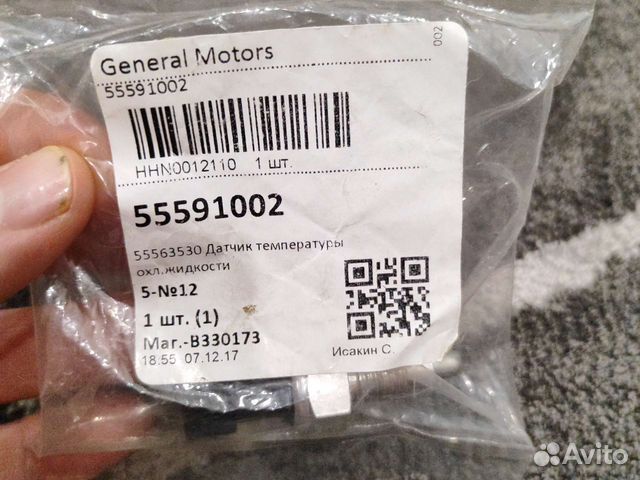 General Motors
002
55591002
HHN0012110 1 шт.
55591002
55563530 Датчик температуры
охл.жидкости
5-№12
1 шт. (1)
Маг.-В330173
18:55 07.12.17
Исакин С.
Avito